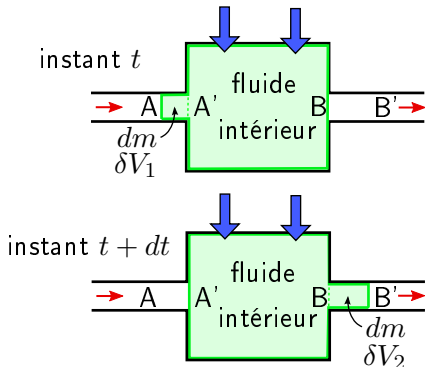 instant t
fluide
A A' B B'
intérieur
dm
δV₁
instant t + dt
fluide
A A' B B'
intérieur
dm
δV₂